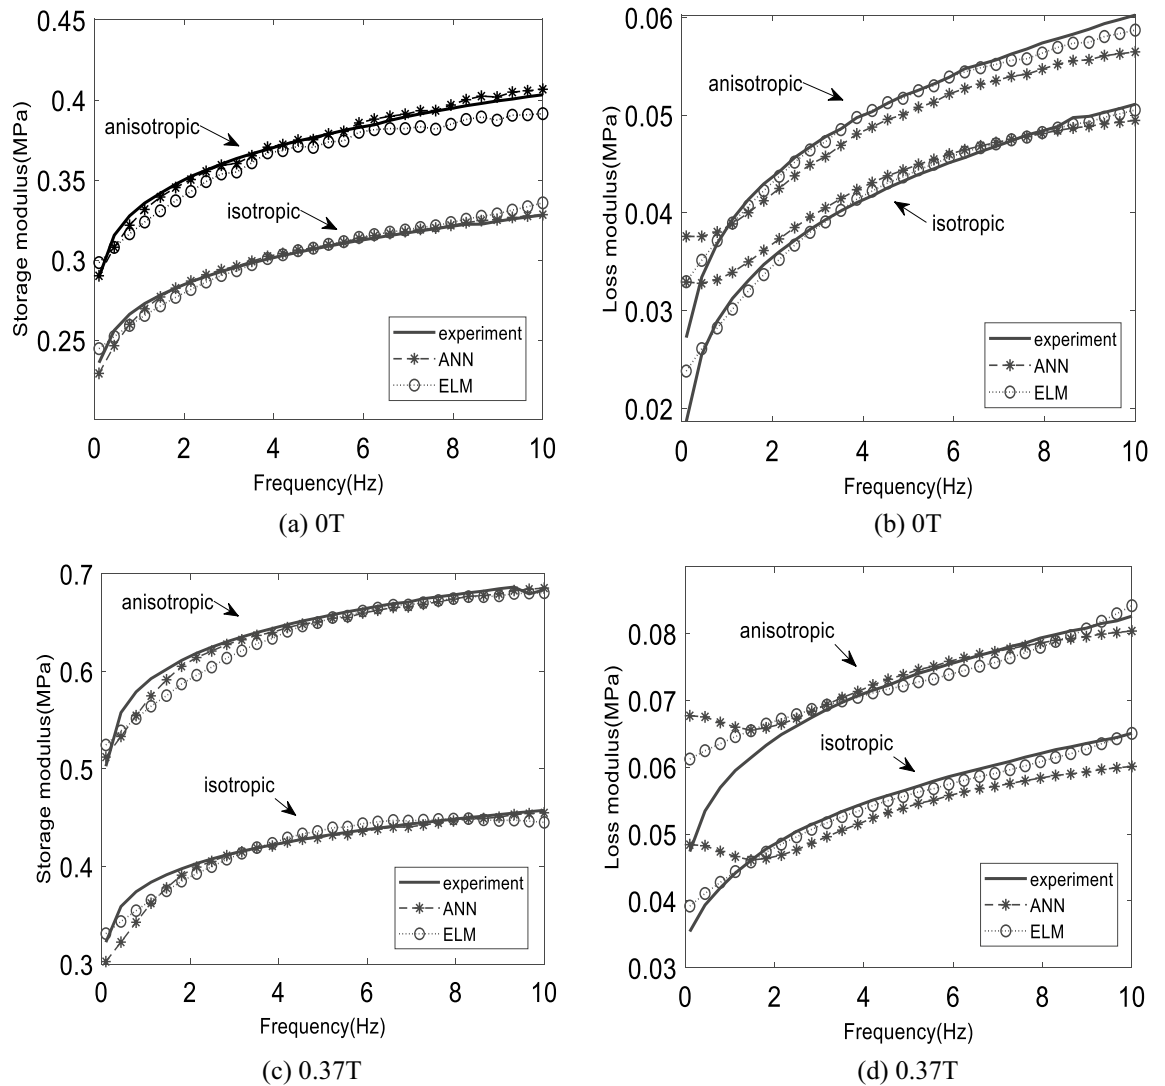 0.45
0.4
0.35
0.3
0.25
Storage modulus(MPa)
anisotropic
isotropic
experiment
ANN
ELM
0 2 4 6 8 10
Frequency(Hz)
(a) 0T
0.06
0.05
0.04
0.03
0.02
Loss modulus(MPa)
anisotropic
isotropic
experiment
ANN
ELM
0 2 4 6 8 10
Frequency(Hz)
(b) 0T
0.7
0.6
0.5
0.4
0.3
Storage modulus(MPa)
anisotropic
isotropic
experiment
ANN
ELM
0 2 4 6 8 10
Frequency(Hz)
(c) 0.37T
0.08
0.07
0.06
0.05
0.04
0.03
Loss modulus(MPa)
anisotropic
isotropic
experiment
ANN
ELM
0 2 4 6 8 10
Frequency(Hz)
(d) 0.37T